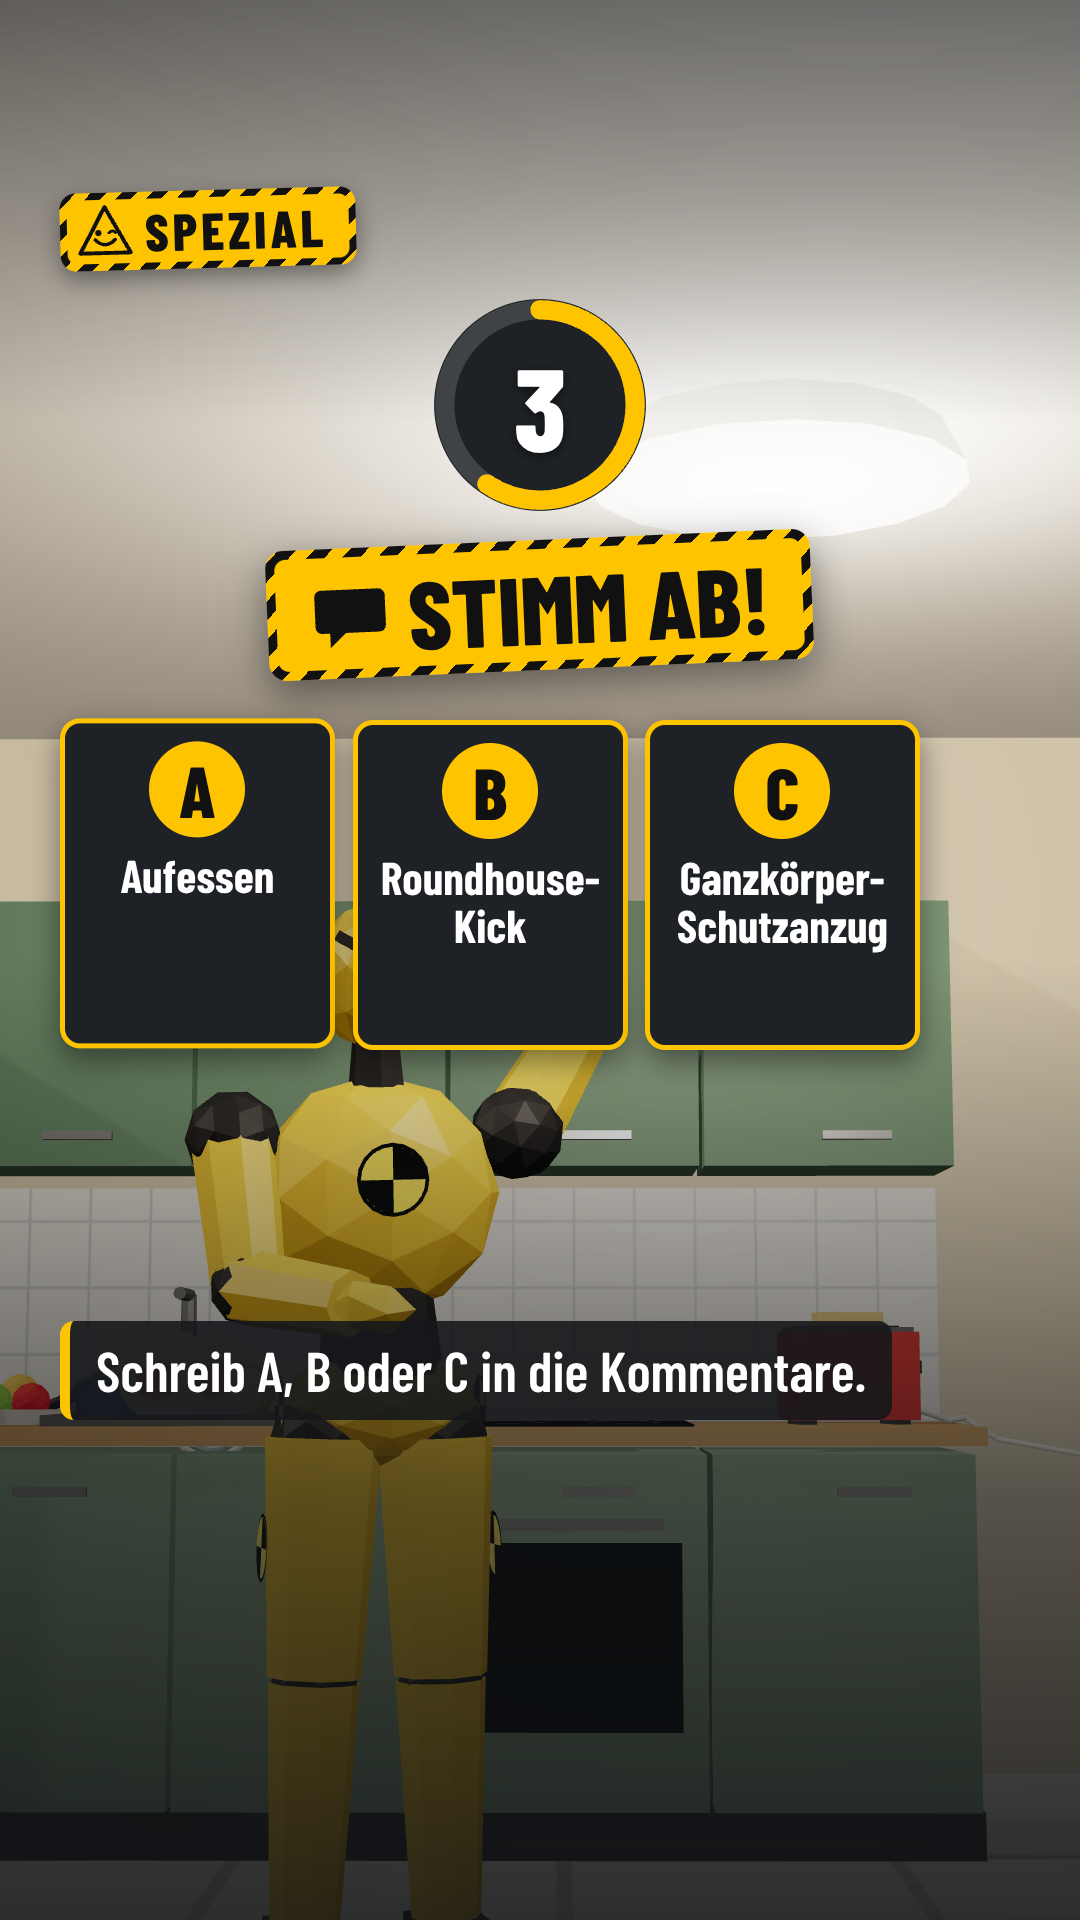 SPEZIAL
3
STIMM AB!
A
Aufessen
B
Roundhouse-
Kick
C
Ganzkörper-
Schutzanzug
Schreib A, B oder C in die Kommentare.